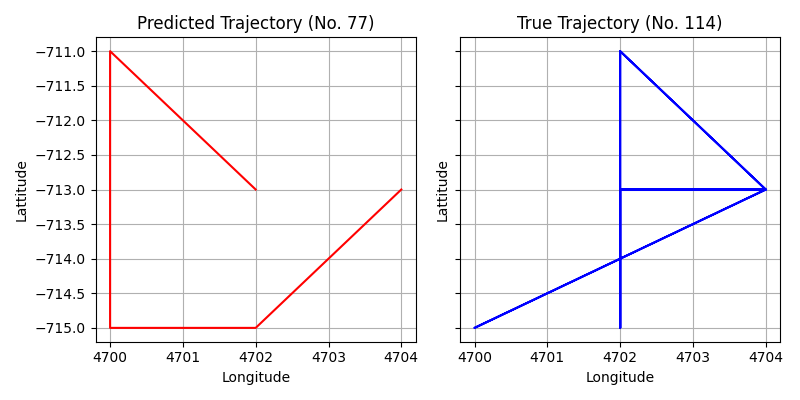 Predicted Trajectory (No. 77)
True Trajectory (No. 114)
−711.0
−711.5
−712.0
−712.5
−713.0
−713.5
−714.0
−714.5
−715.0
Lattitude
Lattitude
4700 4701 4702 4703 4704
4700 4701 4702 4703 4704
Longitude
Longitude